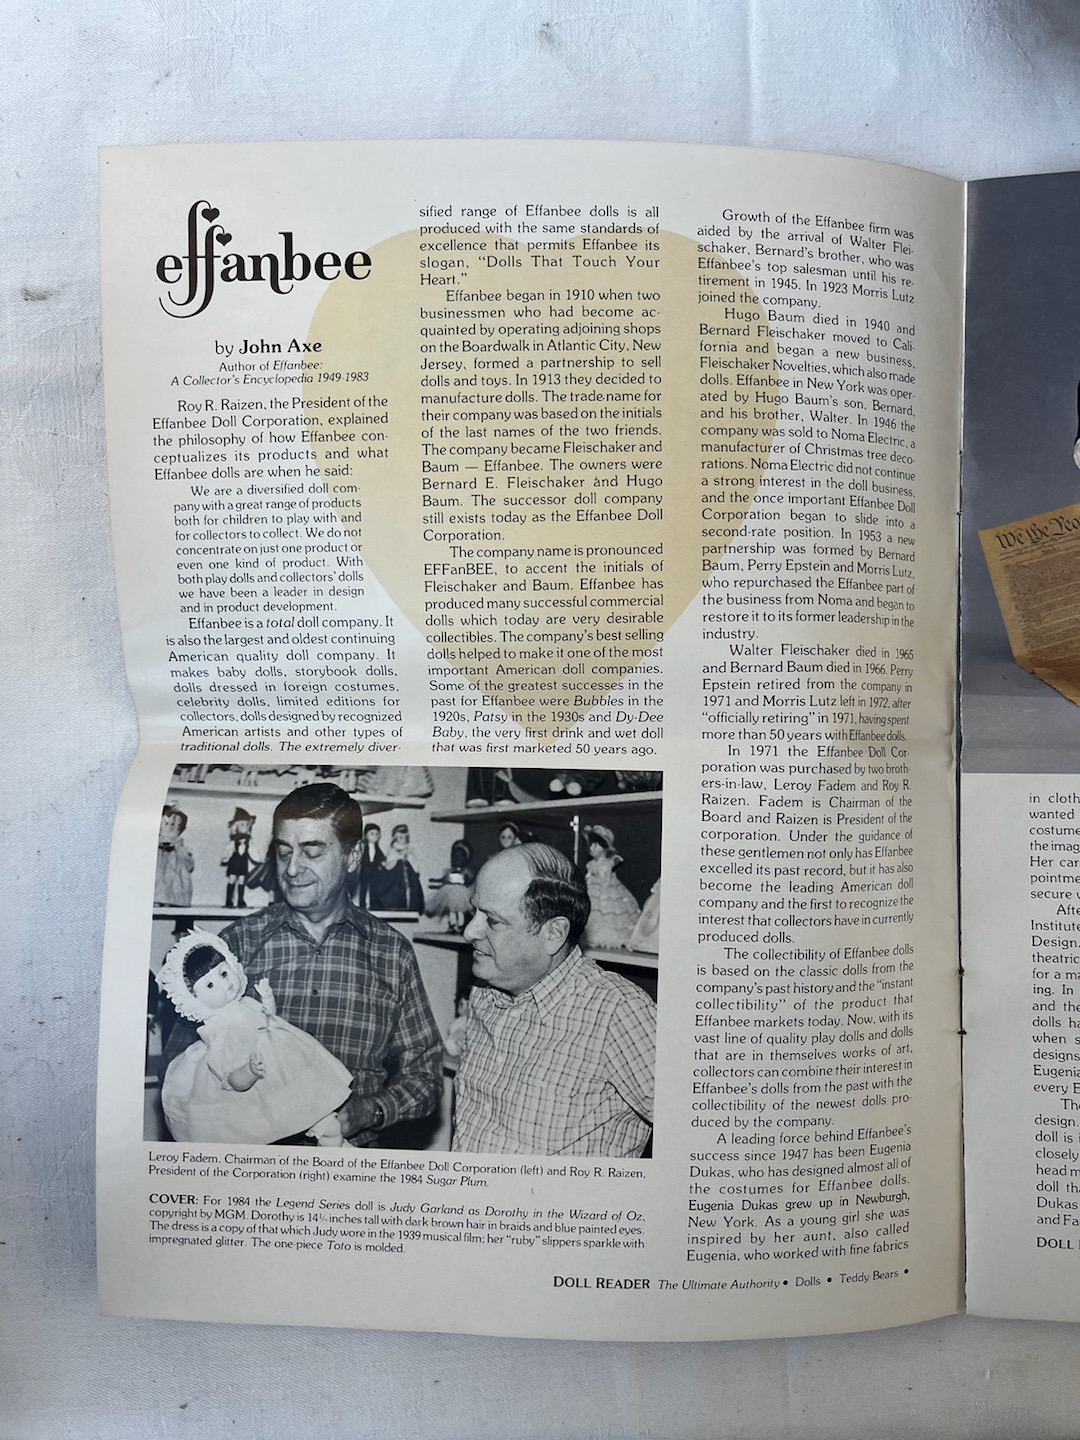 effanbee
by John Axe
Author of Effanbee:
A Collector's Encyclopedia 1949-1983
Roy R. Raizen, the President of the
Effanbee Doll Corporation, explained
the philosophy of how Effanbee con-
ceptualizes its products and what
Effanbee dolls are when he said:
We are a diversified doll com-
pany with a great range of products
both for children to play with and
for collectors to collect. We do not
concentrate on just one product or
even one kind of product. With
both play dolls and collectors' dolls
we have been a leader in design
and in product development.
Effanbee is a total doll company. It
is also the largest and oldest continuing
American quality doll company. It
makes baby dolls, storybook dolls,
dolls dressed in foreign costumes,
celebrity dolls, limited editions for
collectors, dolls designed by recognized
American artists and other types of
traditional dolls. The extremely diver-
sified range of Effanbee dolls is all
produced with the same standards of
excellence that permits Effanbee its
slogan, "Dolls That Touch Your
Heart."
Effanbee began in 1910 when two
businessmen who had become ac-
quainted by operating adjoining shops
on the Boardwalk in Atlantic City, New
Jersey, formed a partnership to sell
dolls and toys. In 1913 they decided to
manufacture dolls. The trade-name for
their company was based on the initials
of the last names of the two friends.
The company became Fleischaker and
Baum — Effanbee. The owners were
Bernard E. Fleischaker and Hugo
Baum. The successor doll company
still exists today as the Effanbee Doll
Corporation.
The company name is pronounced
EFFanBEE, to accent the initials of
Fleischaker and Baum. Effanbee has
produced many successful commercial
dolls which today are very desirable
collectibles. The company's best selling
dolls helped to make it one of the most
important American doll companies.
Some of the greatest successes in the
past for Effanbee were Bubbles in the
1920s, Patsy in the 1930s and Dy-Dee
Baby, the very first drink and wet doll
that was first marketed 50 years ago.
Growth of the Effanbee firm was
aided by the arrival of Walter Flei-
schaker, Bernard's brother, who was
Effanbee's top salesman until his re-
tirement in 1945. In 1923 Morris Lutz
joined the company.
Hugo Baum died in 1940 and
Bernard Fleischaker moved to Cali-
fornia and began a new business,
Fleischaker Novelties, which also made
dolls. Effanbee in New York was oper-
ated by Hugo Baum's son, Bernard,
and his brother, Walter. In 1946 the
company was sold to Noma Electric, a
manufacturer of Christmas tree deco-
rations. Noma Electric did not continue
a strong interest in the doll business,
and the once important Effanbee Doll
Corporation began to slide into a
second-rate position. In 1953 a new
partnership was formed by Bernard
Baum, Perry Epstein and Morris Lutz,
who repurchased the Effanbee part of
the business from Noma and began to
restore it to its former leadership in the
industry.
Walter Fleischaker died in 1965
and Bernard Baum died in 1966. Perry
Epstein retired from the company in
1971 and Morris Lutz left in 1972, after
"officially retiring" in 1971, having spent
more than 50 years with Effanbee dolls.
In 1971 the Effanbee Doll Cor-
poration was purchased by two broth-
ers-in-law, Leroy Fadem and Roy R.
Raizen. Fadem is Chairman of the
Board and Raizen is President of the
corporation. Under the guidance of
these gentlemen not only has Effanbee
excelled its past record, but it has also
become the leading American doll
company and the first to recognize the
interest that collectors have in currently
produced dolls.
The collectibility of Effanbee dolls
is based on the classic dolls from the
company's past history and the "instant
collectibility" of the product that
Effanbee markets today. Now, with its
vast line of quality play dolls and dolls
that are in themselves works of art,
collectors can combine their interest in
Effanbee's dolls from the past with the
collectibility of the newest dolls pro-
duced by the company.
A leading force behind Effanbee's
success since 1947 has been Eugenia
Dukas, who has designed almost all of
the costumes for Effanbee dolls.
Eugenia Dukas grew up in Newburgh,
New York. As a young girl she was
inspired by her aunt, also called
Eugenia, who worked with fine fabrics
Leroy Fadem, Chairman of the Board of the Effanbee Doll Corporation (left) and Roy R. Raizen,
President of the Corporation (right) examine the 1984 Sugar Plum.
COVER: For 1984 the Legend Series doll is Judy Garland as Dorothy in the Wizard of Oz,
copyright by MGM. Dorothy is 14½ inches tall with dark brown hair in braids and blue painted eyes.
The dress is a copy of that which Judy wore in the 1939 musical film; her "ruby" slippers sparkle with
impregnated glitter. The one-piece Toto is molded.
DOLL READER The Ultimate Authority • Dolls • Teddy Bears •
We the Peo
in cloth
wanted
costume
the imag
Her car
pointme
secure
Afte
Institute
Design.
theatric
for a ma
ing. In
and the
dolls ha
when s
designs
Eugenia
every E
The
design.
doll is
closely
head m
doll tha
Dukas
and Fa
DOLL